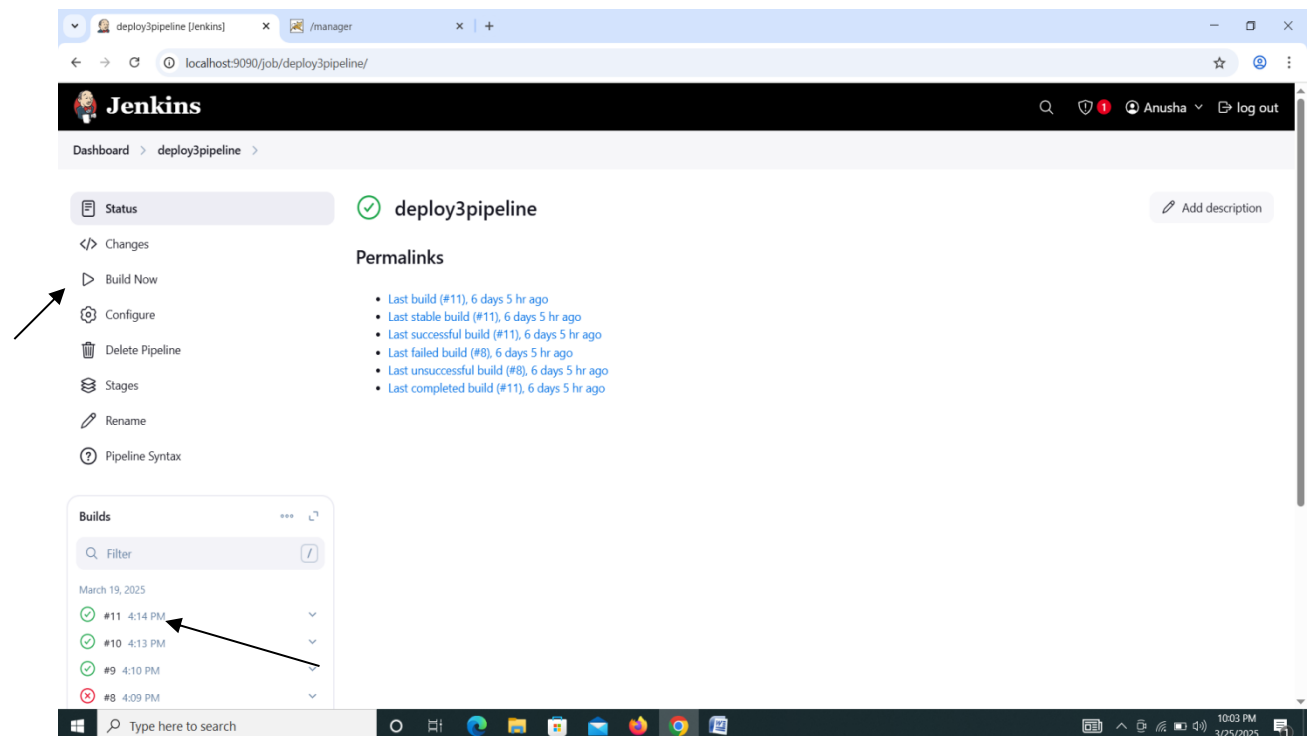 deploy3pipeline [Jenkins]
/manager
localhost:9090/job/deploy3pipeline/
Jenkins
1
Anusha
log out
Dashboard > deploy3pipeline >
Status
Changes
Build Now
Configure
Delete Pipeline
Stages
Rename
Pipeline Syntax
deploy3pipeline
Add description
Permalinks
Last build (#11), 6 days 5 hr ago
Last stable build (#11), 6 days 5 hr ago
Last successful build (#11), 6 days 5 hr ago
Last failed build (#8), 6 days 5 hr ago
Last unsuccessful build (#8), 6 days 5 hr ago
Last completed build (#11), 6 days 5 hr ago
Builds
Filter
/
March 19, 2025
#11 4:14 PM
#10 4:13 PM
#9 4:10 PM
#8 4:09 PM
Type here to search
10:03 PM
3/25/2025
1